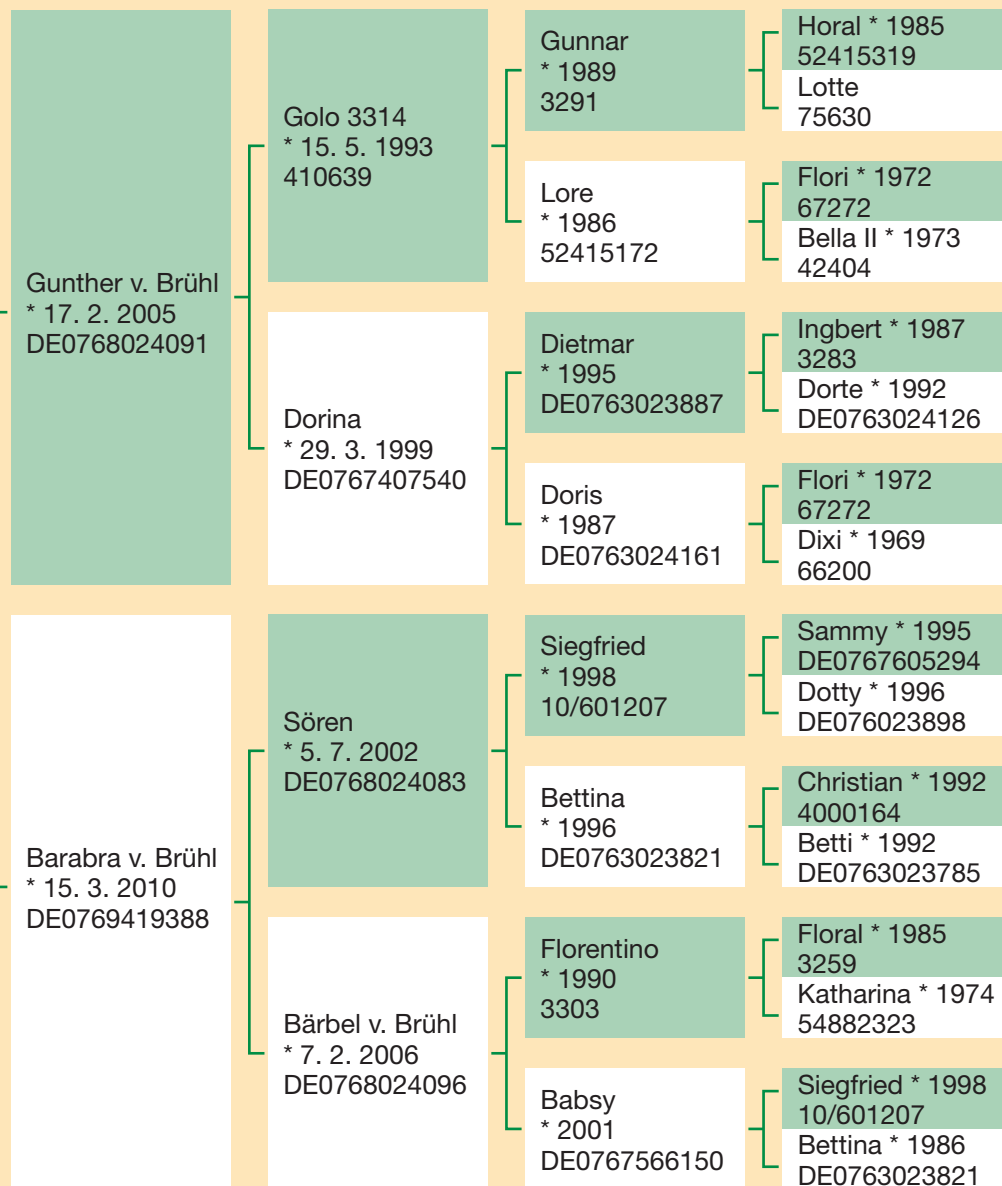 Gunther v. Brühl
* 17. 2. 2005
DE0768024091
Golo 3314
* 15. 5. 1993
410639
Gunnar
* 1989
3291
Horal * 1985
52415319
Lotte
75630
Lore
* 1986
52415172
Flori * 1972
67272
Bella II * 1973
42404
Dorina
* 29. 3. 1999
DE0767407540
Dietmar
* 1995
DE0763023887
Ingbert * 1987
3283
Dorte * 1992
DE0763024126
Doris
* 1987
DE0763024161
Flori * 1972
67272
Dixi * 1969
66200
Barabra v. Brühl
* 15. 3. 2010
DE0769419388
Sören
* 5. 7. 2002
DE0768024083
Siegfried
* 1998
10/601207
Sammy * 1995
DE0767605294
Dotty * 1996
DE076023898
Bettina
* 1996
DE0763023821
Christian * 1992
4000164
Betti * 1992
DE0763023785
Bärbel v. Brühl
* 7. 2. 2006
DE0768024096
Florentino
* 1990
3303
Floral * 1985
3259
Katharina * 1974
54882323
Babsy
* 2001
DE0767566150
Siegfried * 1998
10/601207
Bettina * 1986
DE0763023821